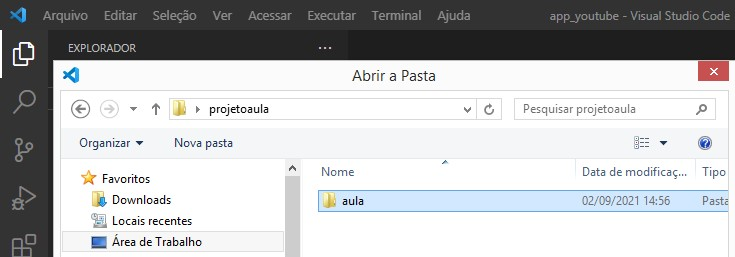 Arquivo Editar Seleção Ver Acessar Executar Terminal Ajuda app_youtube - Visual Studio Code
EXPLORADOR ...
Abrir a Pasta
projetoaula Pesquisar projetoaula
Organizar Nova pasta
Nome Data de modificaç... Tipo
Favoritos
Downloads
Locais recentes
Área de Trabalho
aula 02/09/2021 14:56 Pasta